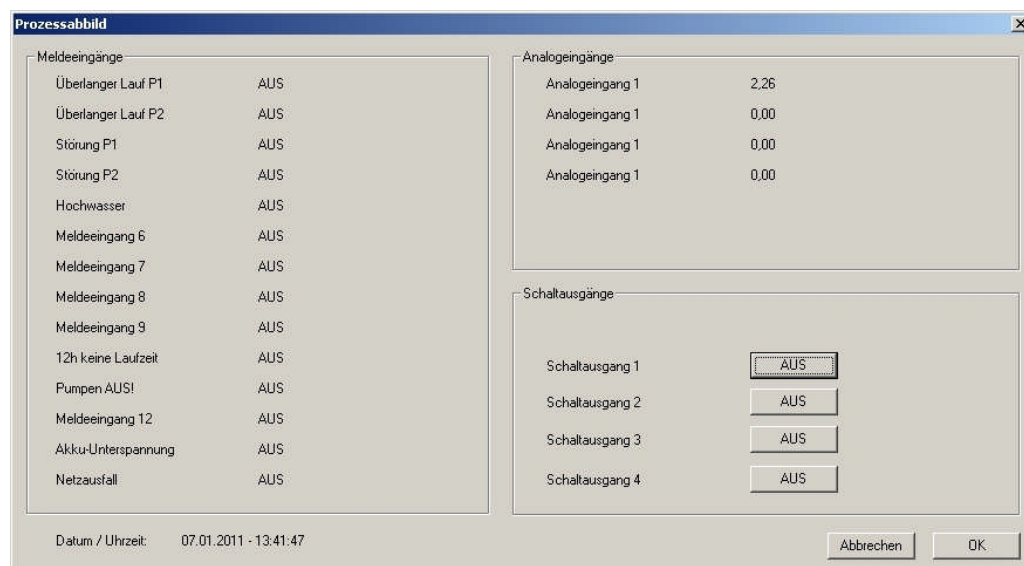 Prozessabbild
Meldeeingänge
Überlanger Lauf P1 AUS
Überlanger Lauf P2 AUS
Störung P1 AUS
Störung P2 AUS
Hochwasser AUS
Meldeeingang 6 AUS
Meldeeingang 7 AUS
Meldeeingang 8 AUS
Meldeeingang 9 AUS
12h keine Laufzeit AUS
Pumpen AUS! AUS
Meldeeingang 12 AUS
Akku-Unterspannung AUS
Netzausfall AUS
Analogeingänge
Analogeingang 1 2,26
Analogeingang 1 0,00
Analogeingang 1 0,00
Analogeingang 1 0,00
Schaltausgänge
Schaltausgang 1 AUS
Schaltausgang 2 AUS
Schaltausgang 3 AUS
Schaltausgang 4 AUS
Datum / Uhrzeit: 07.01.2011 - 13:41:47
Abbrechen OK